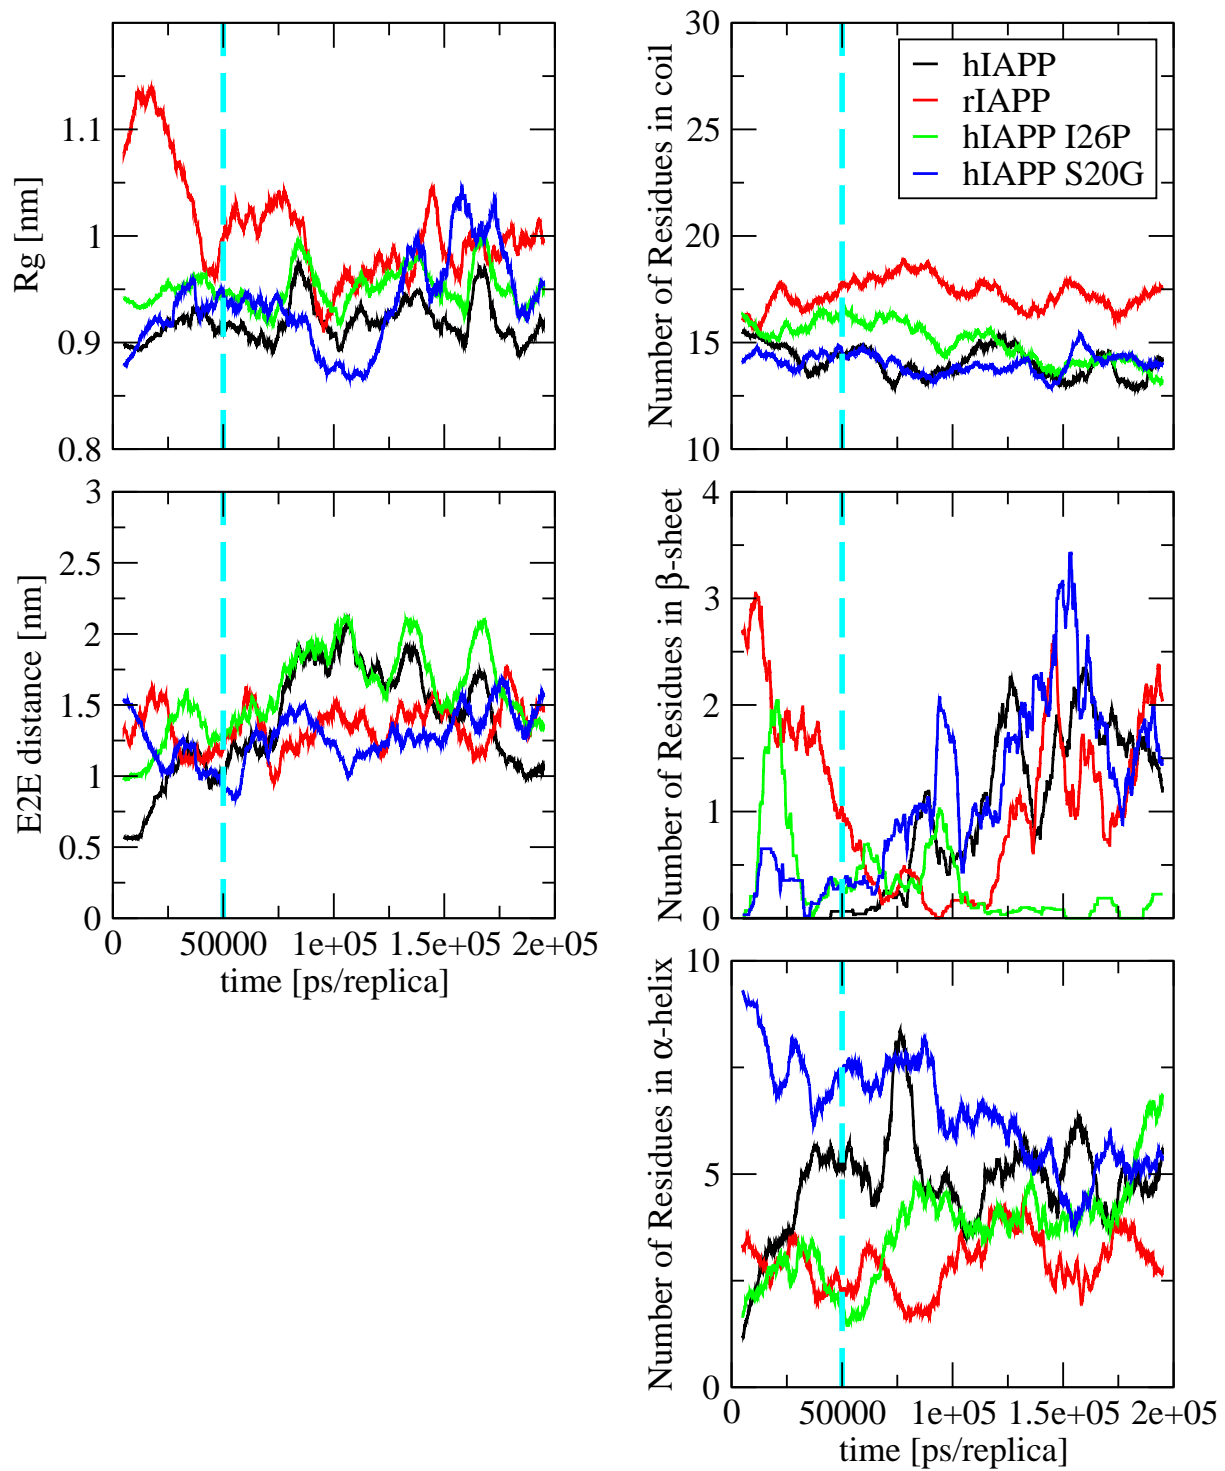 Rg [nm]
1.1
1
0.9
0.8
Number of Residues in coil
30
25
20
15
10
hIAPP
rIAPP
hIAPP I26P
hIAPP S20G
E2E distance [nm]
3
2.5
2
1.5
1
0.5
0
0
50000
1e+05
1.5e+05
2e+05
time [ps/replica]
Number of Residues in β-sheet
4
3
2
1
0
Number of Residues in α-helix
10
5
0
0
50000
1e+05
1.5e+05
2e+05
time [ps/replica]